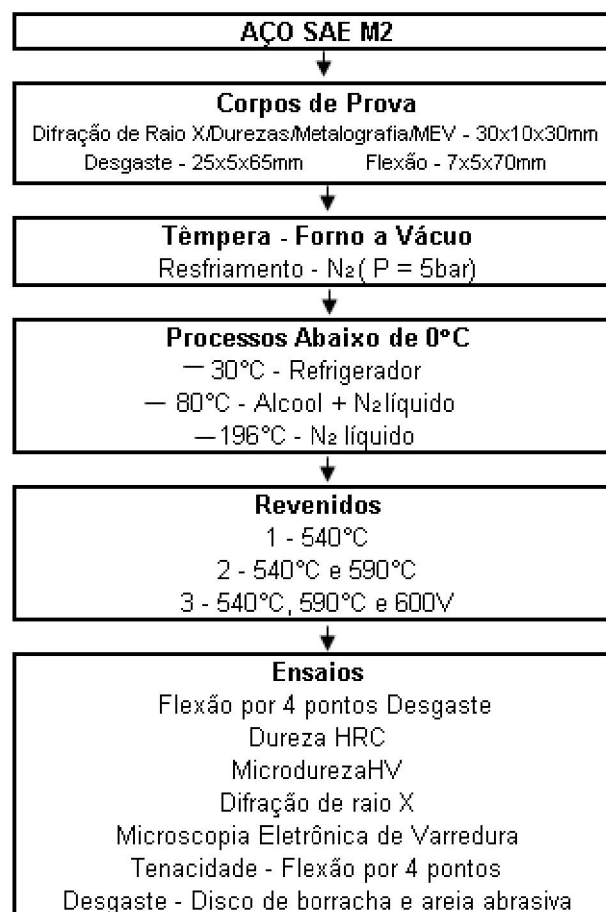 AÇO SAE M2
Corpos de Prova
Difração de Raio X/Durezas/Metalografia/MEV - 30x10x30mm
Desgaste - 25x5x65mm Flexão - 7x5x70mm
Têmpera - Forno a Vácuo
Resfriamento - N₂( P = 5bar)
Processos Abaixo de 0°C
— 30°C - Refrigerador
— 80°C - Alcool + N₂líquido
—196°C - N₂ líquido
Revenidos
1 - 540°C
2 - 540°C e 590°C
3 - 540°C, 590°C e 600V
Ensaios
Flexão por 4 pontos Desgaste
Dureza HRC
MicrodurezaHV
Difração de raio X
Microscopia Eletrônica de Varredura
Tenacidade - Flexão por 4 pontos
Desgaste - Disco de borracha e areia abrasiva